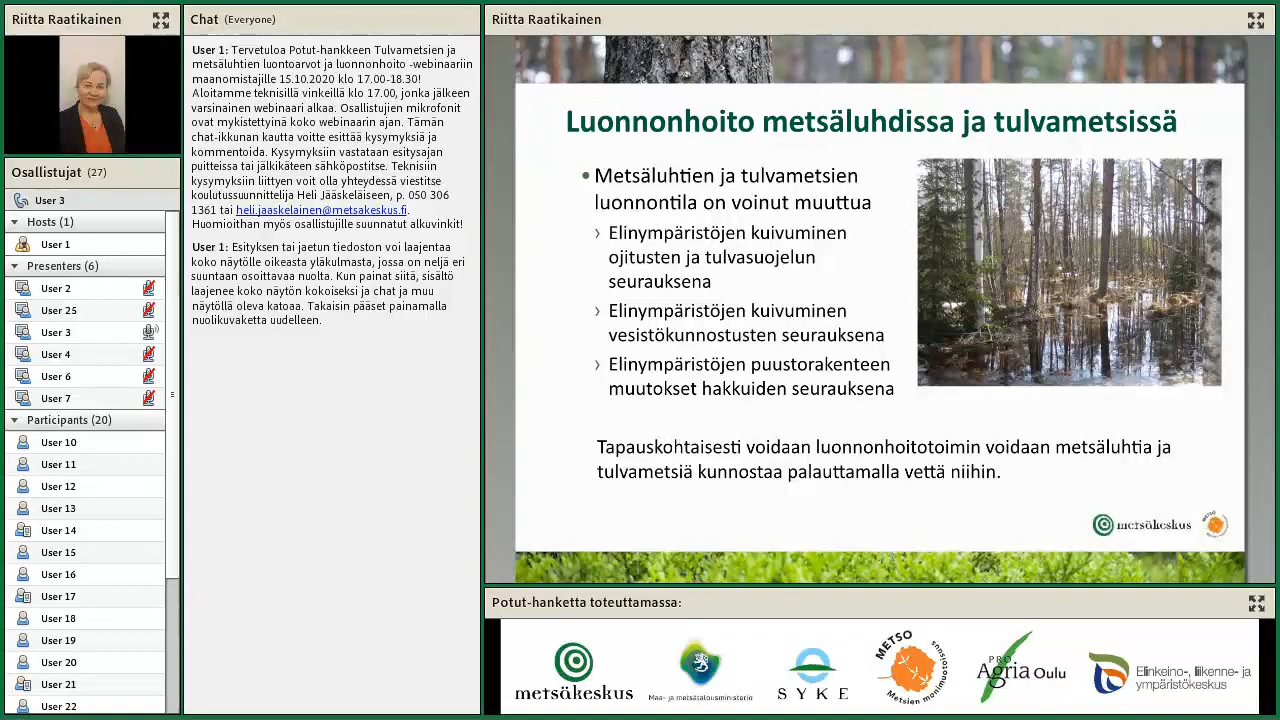 Riitta Raatikainen
Osallistujat (27)
User 3
Hosts (1)
User 1
Presenters (6)
User 2
User 25
User 3
User 4
User 6
User 7
Participants (20)
User 10
User 11
User 12
User 13
User 14
User 15
User 16
User 17
User 18
User 19
User 20
User 21
User 22
Chat (Everyone)
User 1: Tervetuloa Potut-hankkeen Tulvametsien ja
metsäluhtien luontoarvot ja luonnonhoito -webinaariin
maanomistajille 15.10.2020 klo 17.00-18.30!
Aloitamme teknisillä vinkeillä klo 17.00, jonka jälkeen
varsinainen webinaari alkaa. Osallistujien mikrofonit
ovat mykistettyinä koko webinaarin ajan. Tämän
chat-ikkunan kautta voitte esittää kysymyksiä ja
kommentoida. Kysymyksiin vastataan esitysajan
puitteissa tai jälkikäteen sähköpostitse. Teknisiin
kysymyksiin liittyen voit olla yhteydessä viestitse
koulutussuunnittelija Heli Jääskeläiseen, p. 050 306
1361 tai heli.jaaskelainen@metsakeskus.fi.
Huomioithan myös osallistujille suunnatut alkuvinkit!
User 1: Esityksen tai jaetun tiedoston voi laajentaa
koko näytölle oikeasta yläkulmasta, jossa on neljä eri
suuntaan osoittavaa nuolta. Kun painat siitä, sisältö
laajenee koko näytön kokoiseksi ja chat ja muu
näytöllä oleva katoaa. Takaisin pääset painamalla
nuolikuvaketta uudelleen.
Riitta Raatikainen
Luonnonhoito metsäluhdissa ja tulvametsissä
• Metsäluhtien ja tulvametsien
luonnontila on voinut muuttua
› Elinympäristöjen kuivuminen
ojitusten ja tulvasuojelun
seurauksena
› Elinympäristöjen kuivuminen
vesistökunnostusten seurauksena
› Elinympäristöjen puustorakenteen
muutokset hakkuiden seurauksena
Tapauskohtaisesti voidaan luonnonhoitotoimin voidaan metsäluhtia ja
tulvametsiä kunnostaa palauttamalla vettä niihin.
metsäkeskus
METSO
Potut-hanketta toteuttamassa:
metsäkeskus
Maa- ja metsätalousministeriö
SYKE
METSO
Metsien monimuotoisuus
PRO
Agria Oulu
Elinkeino-, liikenne- ja
ympäristökeskus